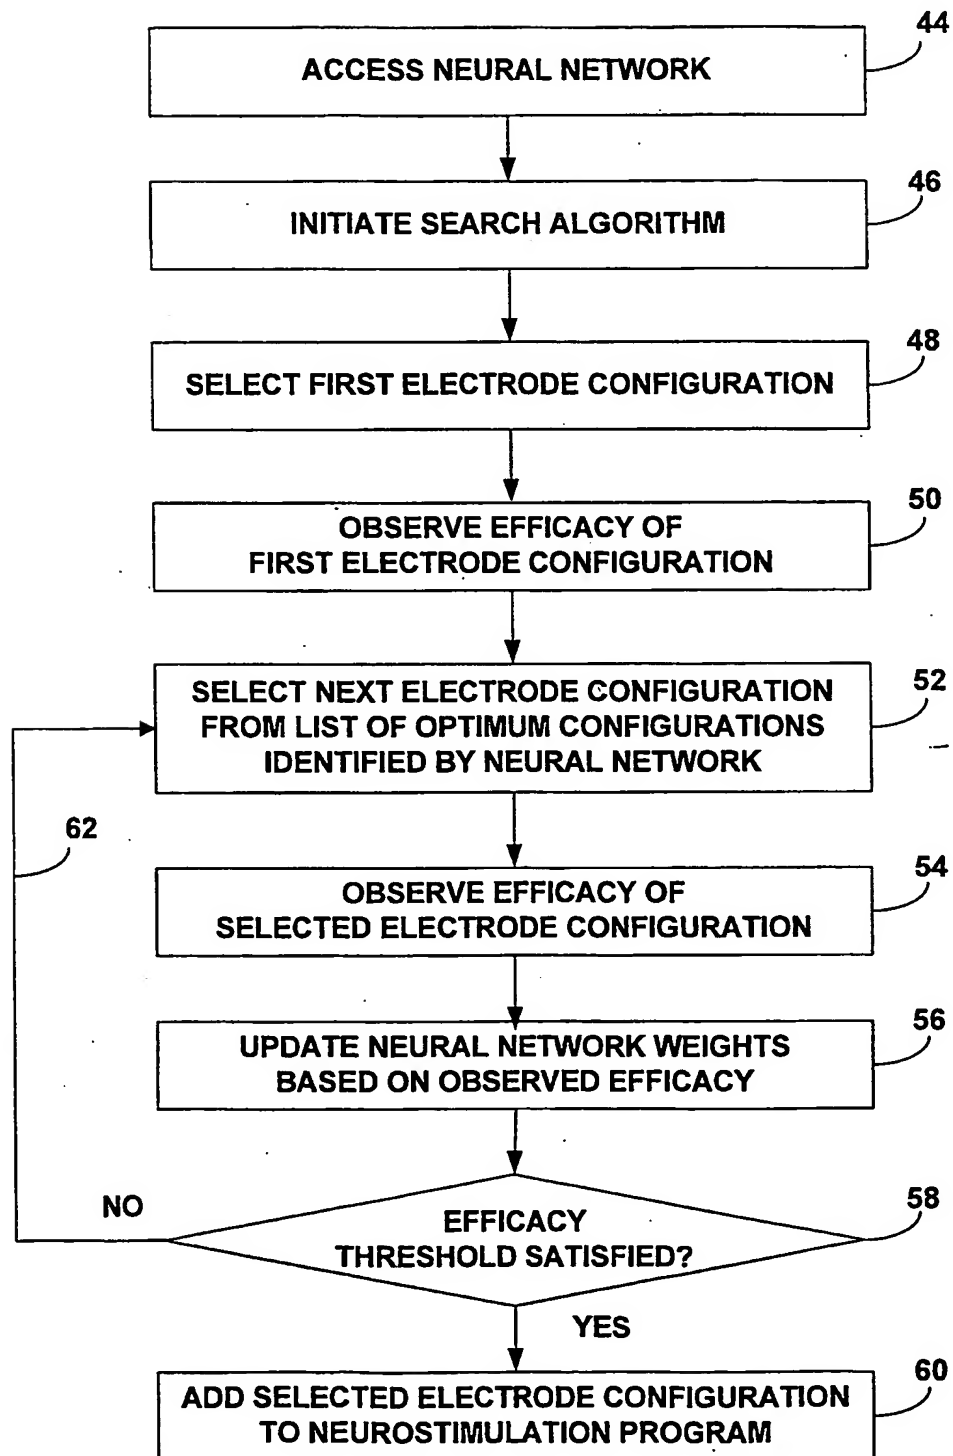 44
ACCESS NEURAL NETWORK
46
INITIATE SEARCH ALGORITHM
48
SELECT FIRST ELECTRODE CONFIGURATION
50
OBSERVE EFFICACY OF
FIRST ELECTRODE CONFIGURATION
52
SELECT NEXT ELECTRODE CONFIGURATION
FROM LIST OF OPTIMUM CONFIGURATIONS
IDENTIFIED BY NEURAL NETWORK
62
54
OBSERVE EFFICACY OF
SELECTED ELECTRODE CONFIGURATION
56
UPDATE NEURAL NETWORK WEIGHTS
BASED ON OBSERVED EFFICACY
NO
58
EFFICACY
THRESHOLD SATISFIED?
YES
60
ADD SELECTED ELECTRODE CONFIGURATION
TO NEUROSTIMULATION PROGRAM